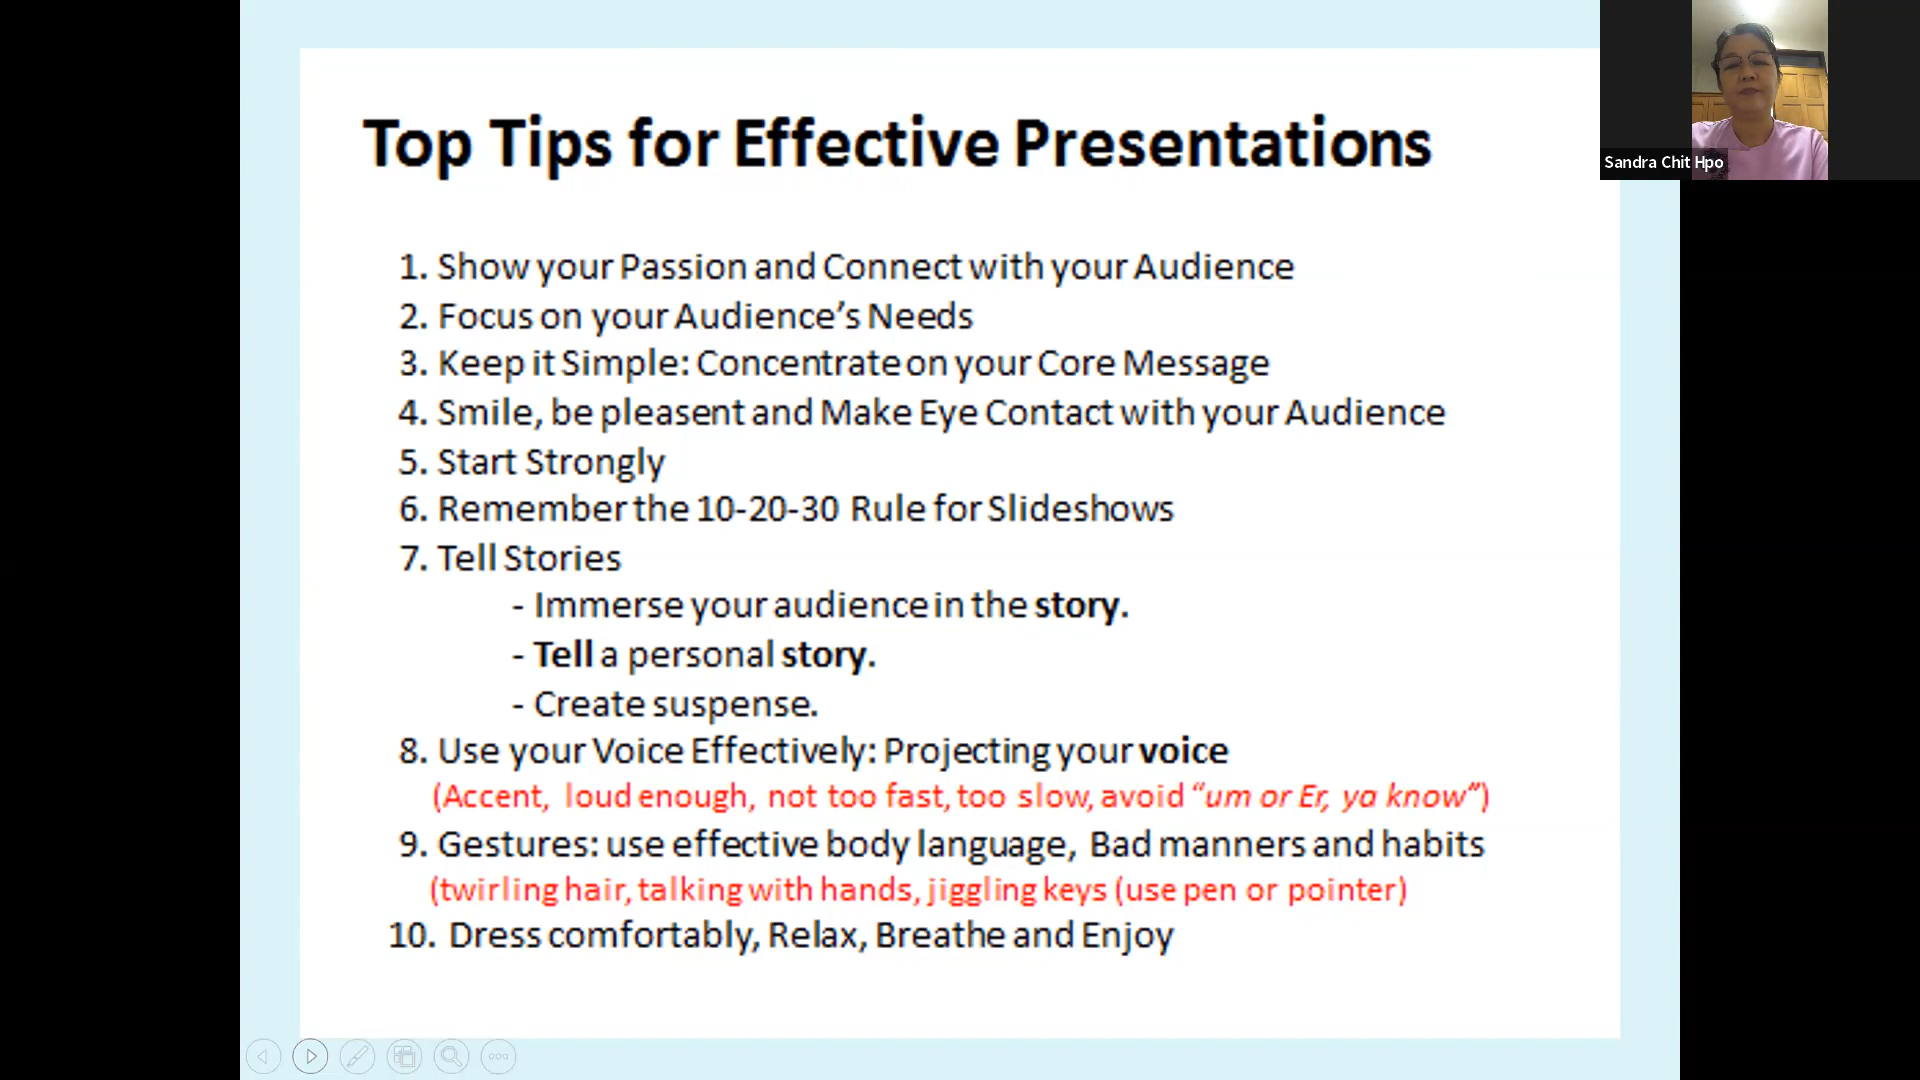 Top Tips for Effective Presentations
Sandra Chit Hpo
1. Show your Passion and Connect with your Audience
2. Focus on your Audience’s Needs
3. Keep it Simple: Concentrate on your Core Message
4. Smile, be pleasent and Make Eye Contact with your Audience
5. Start Strongly
6. Remember the 10-20-30 Rule for Slideshows
7. Tell Stories
- Immerse your audience in the story.
- Tell a personal story.
- Create suspense.
8. Use your Voice Effectively: Projecting your voice
(Accent, loud enough, not too fast, too slow, avoid “um or Er, ya know”)
9. Gestures: use effective body language, Bad manners and habits
(twirling hair, talking with hands, jiggling keys (use pen or pointer)
10. Dress comfortably, Relax, Breathe and Enjoy